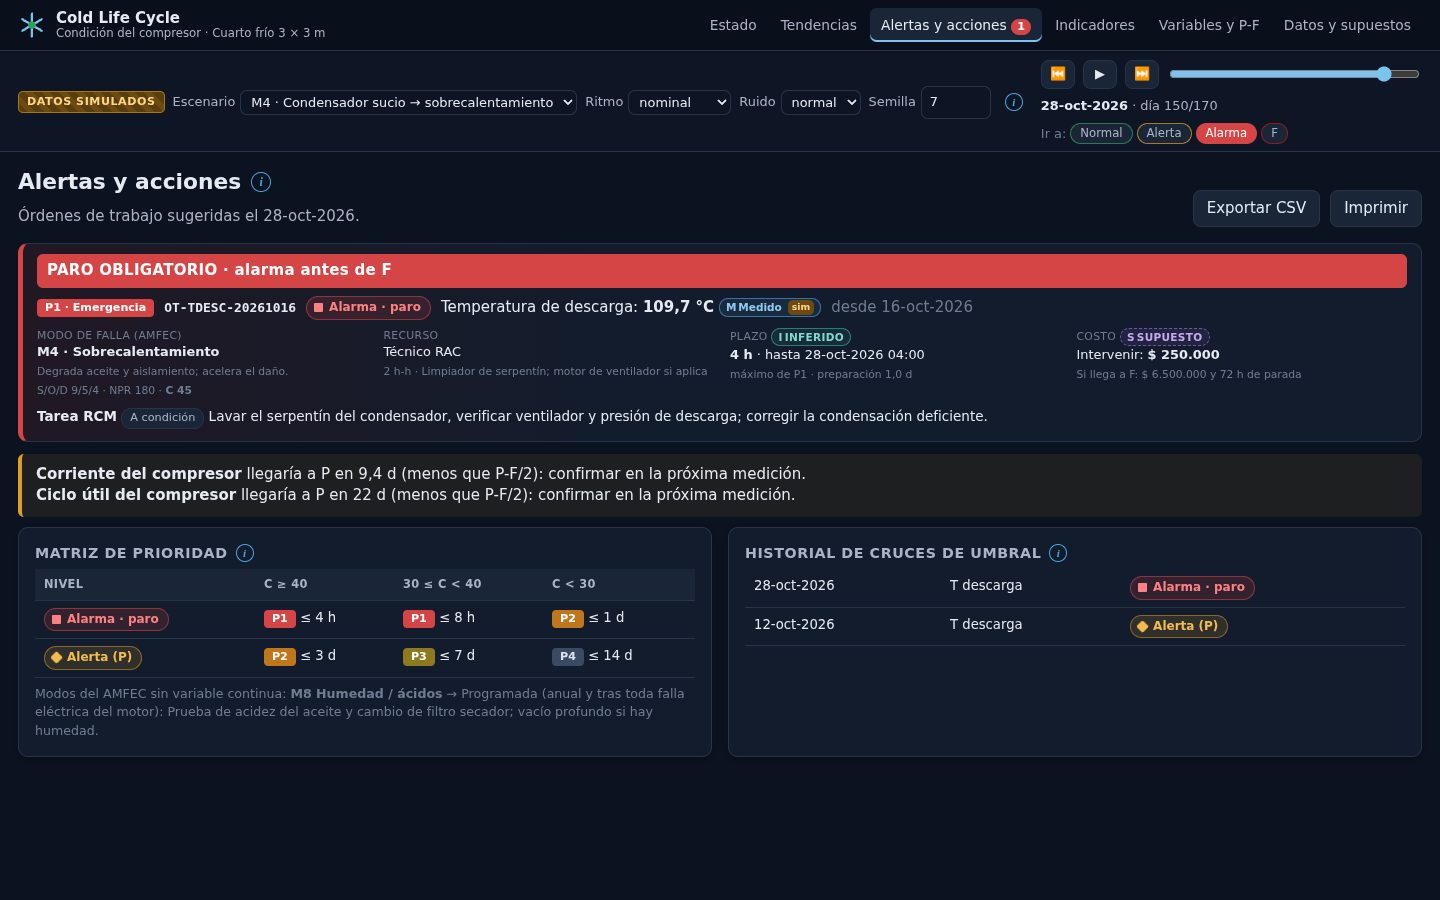 Cold Life Cycle
Condición del compresor · Cuarto frío 3 × 3 m
Estado Tendencias Alertas y acciones 1 Indicadores Variables y P-F Datos y supuestos
DATOS SIMULADOS Escenario M4 · Condensador sucio → sobrecalentamiento Ritmo nominal Ruido normal Semilla 7 i
28-oct-2026 · día 150/170
Ir a: Normal Alerta Alarma F
Alertas y acciones i
Órdenes de trabajo sugeridas el 28-oct-2026.
Exportar CSV Imprimir
PARO OBLIGATORIO · alarma antes de F
P1 · Emergencia OT-TDESC-20261016 Alarma · paro Temperatura de descarga: 109,7 °C M Medido sim desde 16-oct-2026
MODO DE FALLA (AMFEC)
M4 · Sobrecalentamiento
Degrada aceite y aislamiento; acelera el daño.
S/O/D 9/5/4 · NPR 180 · C 45
RECURSO
Técnico RAC
2 h-h · Limpiador de serpentín; motor de ventilador si aplica
PLAZO I INFERIDO
4 h · hasta 28-oct-2026 04:00
máximo de P1 · preparación 1,0 d
COSTO S SUPUESTO
Intervenir: $ 250.000
Si llega a F: $ 6.500.000 y 72 h de parada
Tarea RCM A condición Lavar el serpentín del condensador, verificar ventilador y presión de descarga; corregir la condensación deficiente.
Corriente del compresor llegaría a P en 9,4 d (menos que P-F/2): confirmar en la próxima medición.
Ciclo útil del compresor llegaría a P en 22 d (menos que P-F/2): confirmar en la próxima medición.
MATRIZ DE PRIORIDAD i
NIVEL C ≥ 40 30 ≤ C < 40 C < 30
Alarma · paro P1 ≤ 4 h P1 ≤ 8 h P2 ≤ 1 d
Alerta (P) P2 ≤ 3 d P3 ≤ 7 d P4 ≤ 14 d
Modos del AMFEC sin variable continua: M8 Humedad / ácidos → Programada (anual y tras toda falla
eléctrica del motor): Prueba de acidez del aceite y cambio de filtro secador; vacío profundo si hay
humedad.
HISTORIAL DE CRUCES DE UMBRAL i
28-oct-2026 T descarga Alarma · paro
12-oct-2026 T descarga Alerta (P)